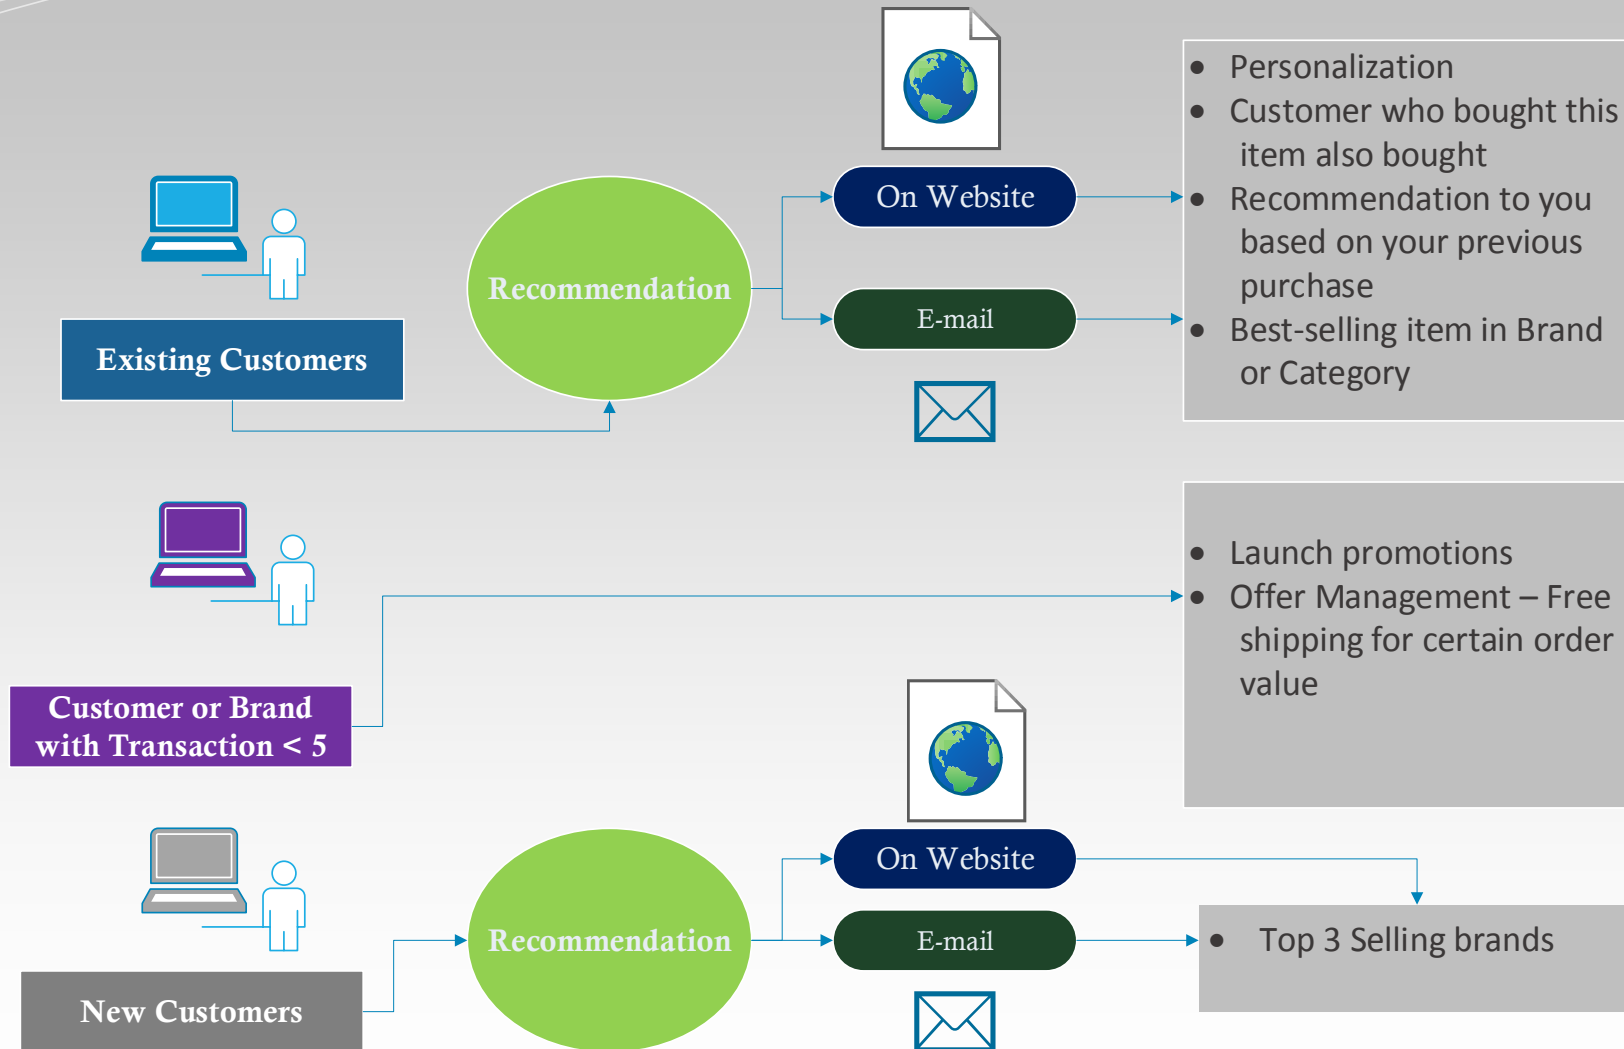 On Website
Recommendation
E-mail
Existing Customers
• Personalization
• Customer who bought this
item also bought
• Recommendation to you
based on your previous
purchase
• Best-selling item in Brand
or Category
Customer or Brand
with Transaction < 5
• Launch promotions
• Offer Management – Free
shipping for certain order
value
On Website
Recommendation
E-mail
New Customers
• Top 3 Selling brands